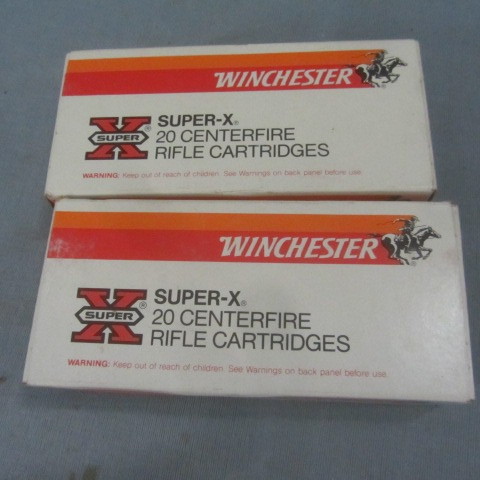 WINCHESTER
X SUPER ®
SUPER-X®
20 CENTERFIRE
RIFLE CARTRIDGES
WARNING: Keep out of reach of children. See Warnings on back panel before use.
WINCHESTER
X SUPER ®
SUPER-X®
20 CENTERFIRE
RIFLE CARTRIDGES
WARNING: Keep out of reach of children. See Warnings on back panel before use.